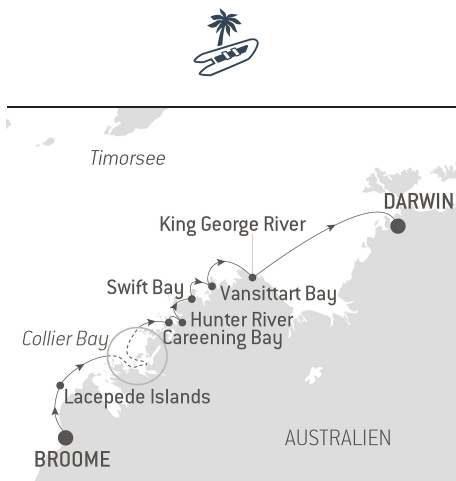 Timorsee
DARWIN
King George River
Swift Bay
Vansittart Bay
Hunter River
Collier Bay
Careening Bay
Lacepede Islands
AUSTRALIEN
BROOME